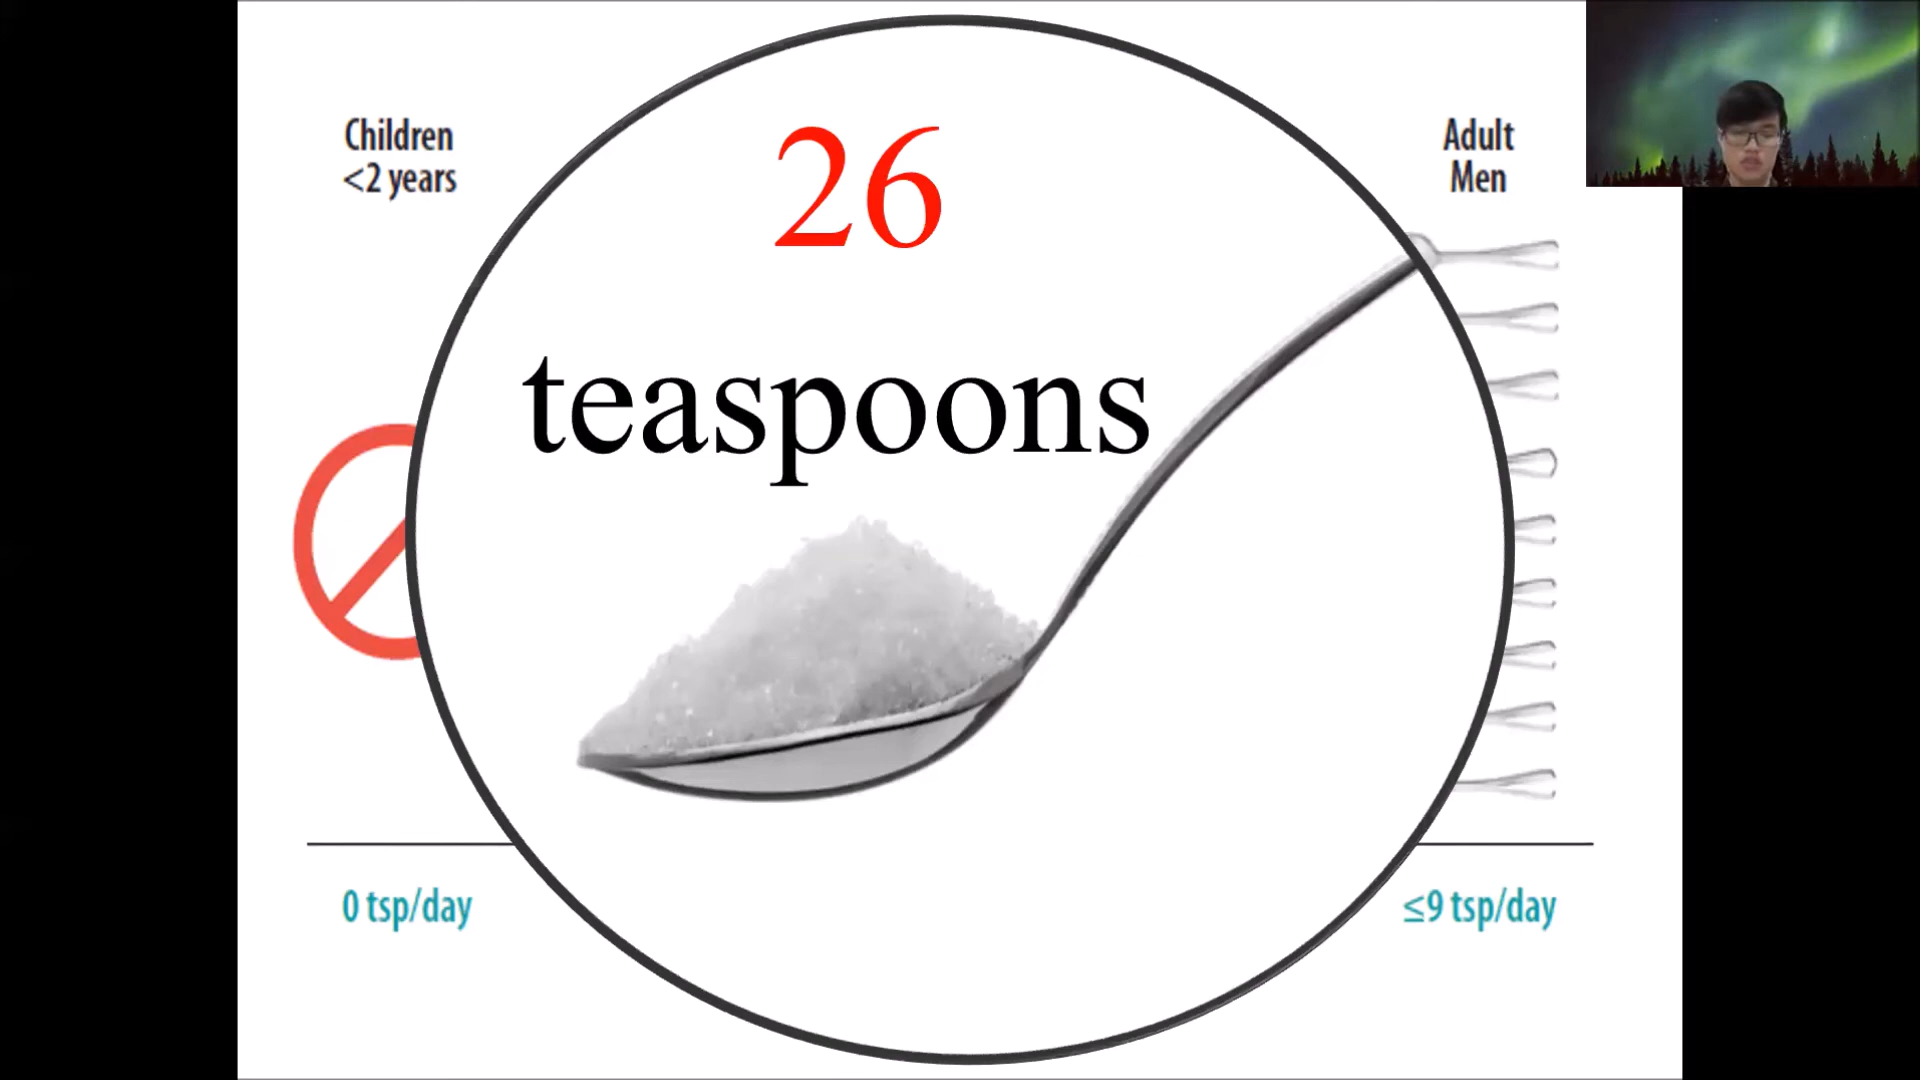 Children
<2 years
26
teaspoons
Adult
Men
0 tsp/day
≤9 tsp/day